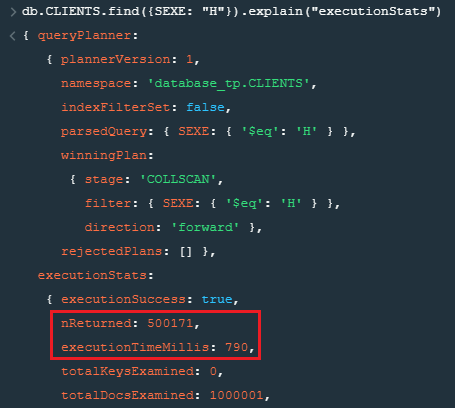 > db.CLIENTS.find({SEXE: "H"}).explain("executionStats")
< { queryPlanner:
{ plannerVersion: 1,
namespace: 'database_tp.CLIENTS',
indexFilterSet: false,
parsedQuery: { SEXE: { '$eq': 'H' } },
winningPlan:
{ stage: 'COLLSCAN',
filter: { SEXE: { '$eq': 'H' } },
direction: 'forward' },
rejectedPlans: [] },
executionStats:
{ executionSuccess: true,
nReturned: 500171,
executionTimeMillis: 790,
totalKeysExamined: 0,
totalDocsExamined: 1000001,